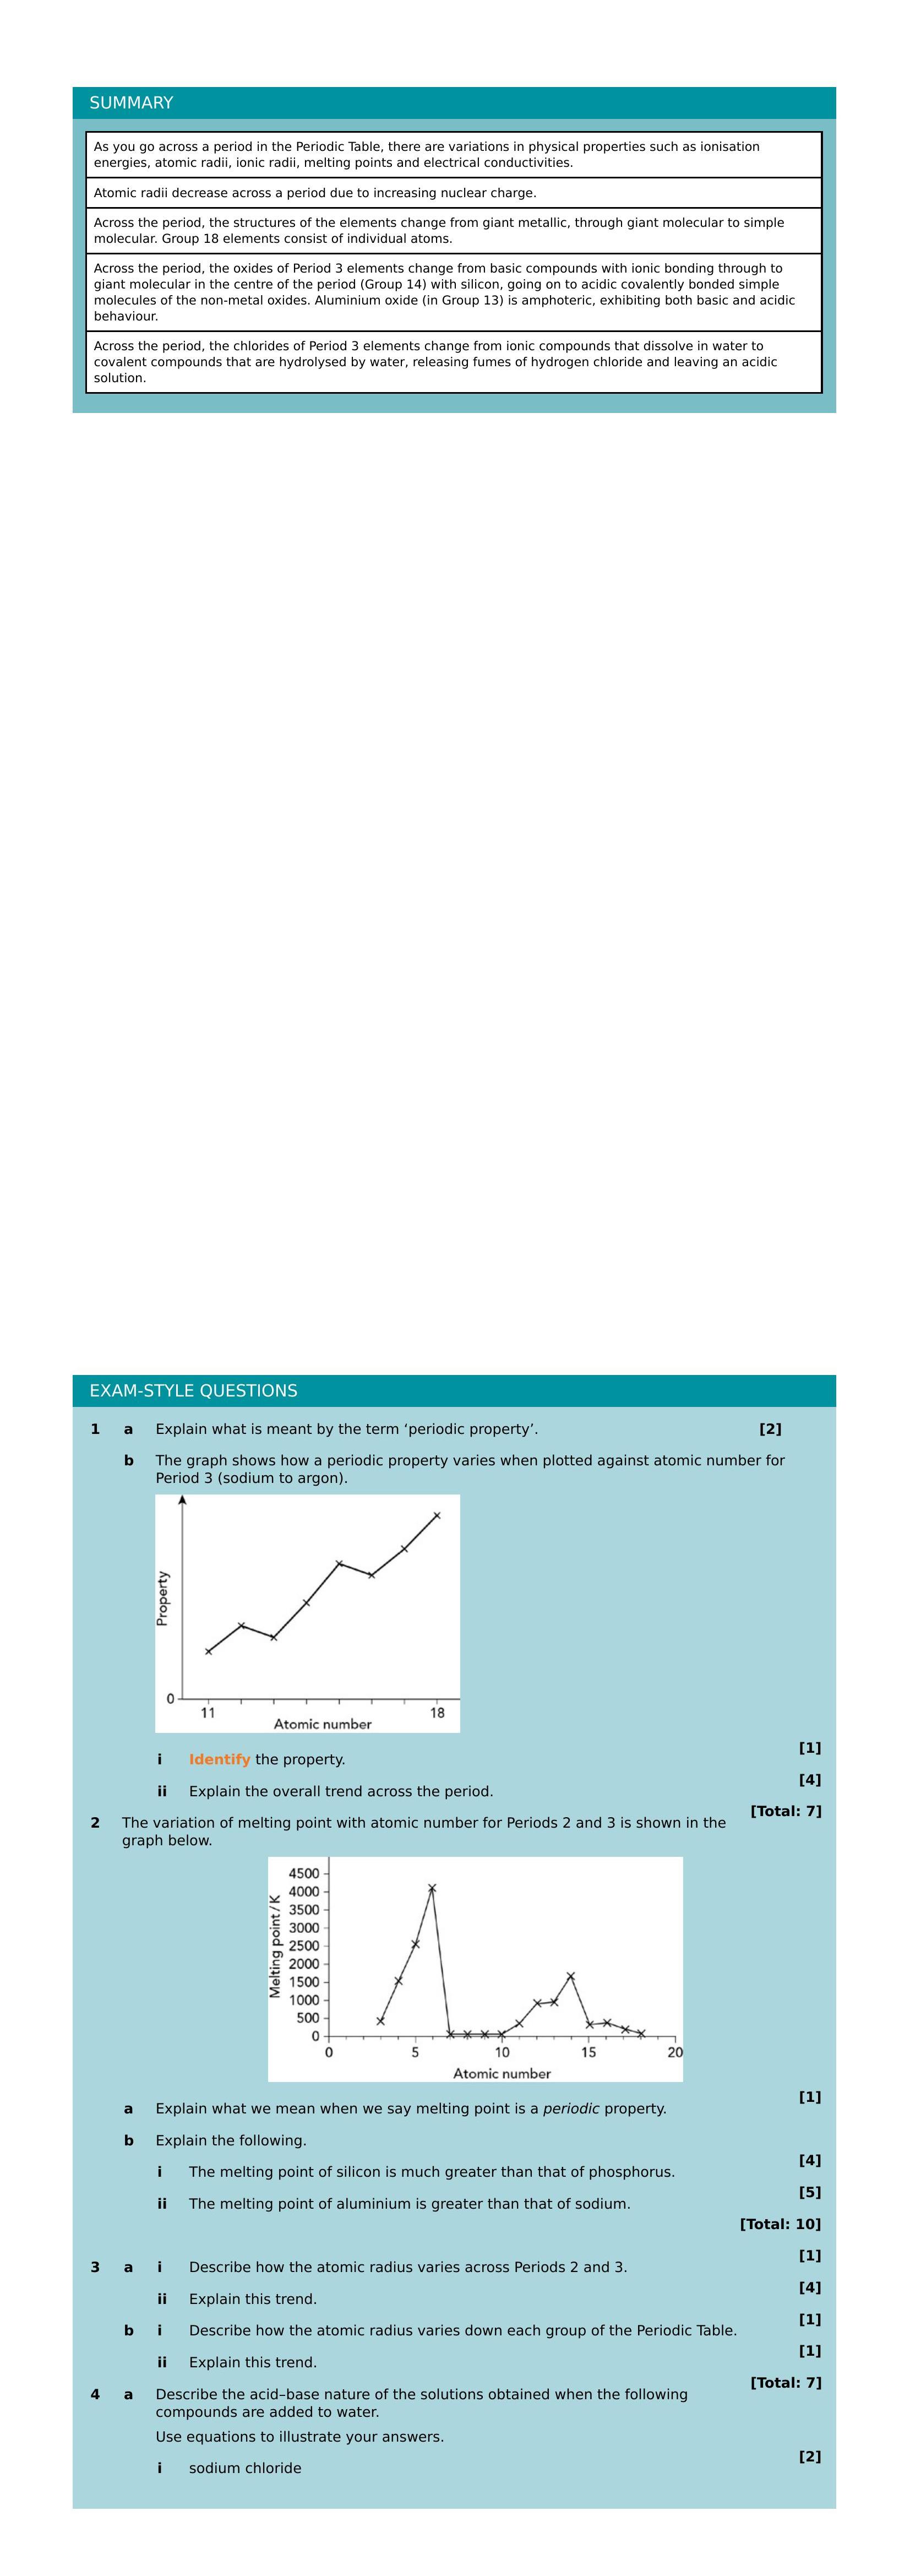 SUMMARY
As you go across a period in the Periodic Table, there are variations in physical properties such as ionisation
energies, atomic radii, ionic radii, melting points and electrical conductivities.
Atomic radii decrease across a period due to increasing nuclear charge.
Across the period, the structures of the elements change from giant metallic, through giant molecular to simple
molecular. Group 18 elements consist of individual atoms.
Across the period, the oxides of Period 3 elements change from basic compounds with ionic bonding through to
giant molecular in the centre of the period (Group 14) with silicon, going on to acidic covalently bonded simple
molecules of the non-metal oxides. Aluminium oxide (in Group 13) is amphoteric, exhibiting both basic and acidic
behaviour.
Across the period, the chlorides of Period 3 elements change from ionic compounds that dissolve in water to
covalent compounds that are hydrolysed by water, releasing fumes of hydrogen chloride and leaving an acidic
solution.
EXAM-STYLE QUESTIONS
1 a Explain what is meant by the term ‘periodic property’. [2]
b The graph shows how a periodic property varies when plotted against atomic number for
Period 3 (sodium to argon).
Property
0
11 18
Atomic number
[1]
i Identify the property.
[4]
ii Explain the overall trend across the period.
[Total: 7]
2 The variation of melting point with atomic number for Periods 2 and 3 is shown in the
graph below.
Melting point/K
4500
4000
3500
3000
2500
2000
1500
1000
500
0
0 5 10 15 20
Atomic number
[1]
a Explain what we mean when we say melting point is a periodic property.
b Explain the following.
[4]
i The melting point of silicon is much greater than that of phosphorus.
[5]
ii The melting point of aluminium is greater than that of sodium.
[Total: 10]
[1]
3 a i Describe how the atomic radius varies across Periods 2 and 3.
[4]
ii Explain this trend.
[1]
b i Describe how the atomic radius varies down each group of the Periodic Table.
[1]
ii Explain this trend.
[Total: 7]
4 a Describe the acid–base nature of the solutions obtained when the following
compounds are added to water.
Use equations to illustrate your answers.
[2]
i sodium chloride